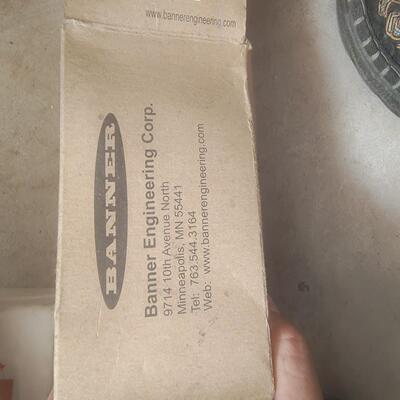 www.bannerengineering.com
BANNER
Banner Engineering Corp.
9714 10th Avenue North
Minneapolis, MN 55441
Tel: 763.544.3164
Web: www.bannerengineering.com